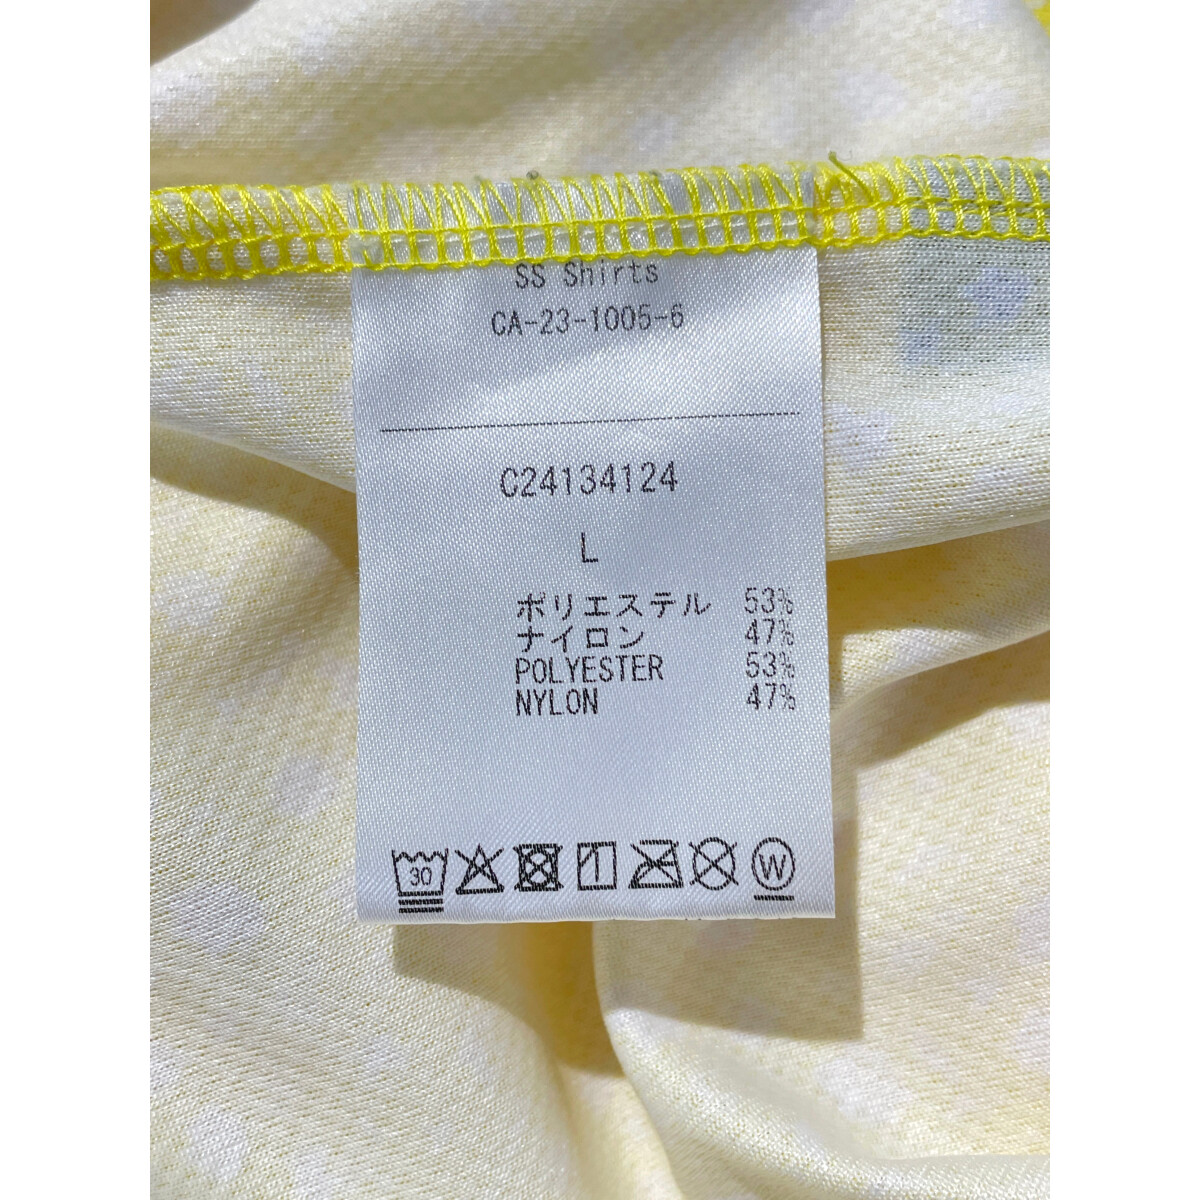 SS Shirts
CA-23-1005-6
C24134124
L
ポリエステル 53%
ナイロン 47%
POLYESTER 53%
NYLON 47%
30
W